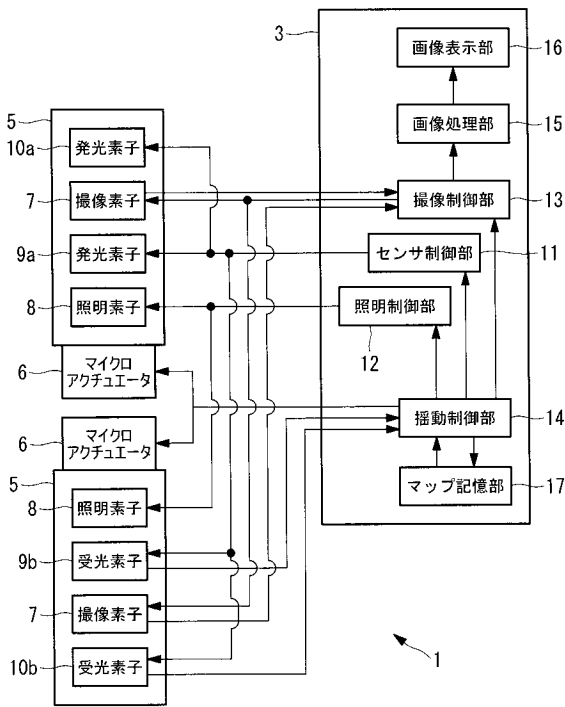 3
画像表示部
16
画像処理部
15
撮像制御部
13
センサ制御部
11
照明制御部
12
揺動制御部
14
マップ記憶部
17
5
10a
発光素子
7
撮像素子
9a
発光素子
8
照明素子
6
マイクロ
アクチュエータ
6
マイクロ
アクチュエータ
5
8
照明素子
9b
受光素子
7
撮像素子
10b
受光素子
1